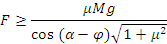 F ≥ μMg / cos (α − φ)√1 + μ²